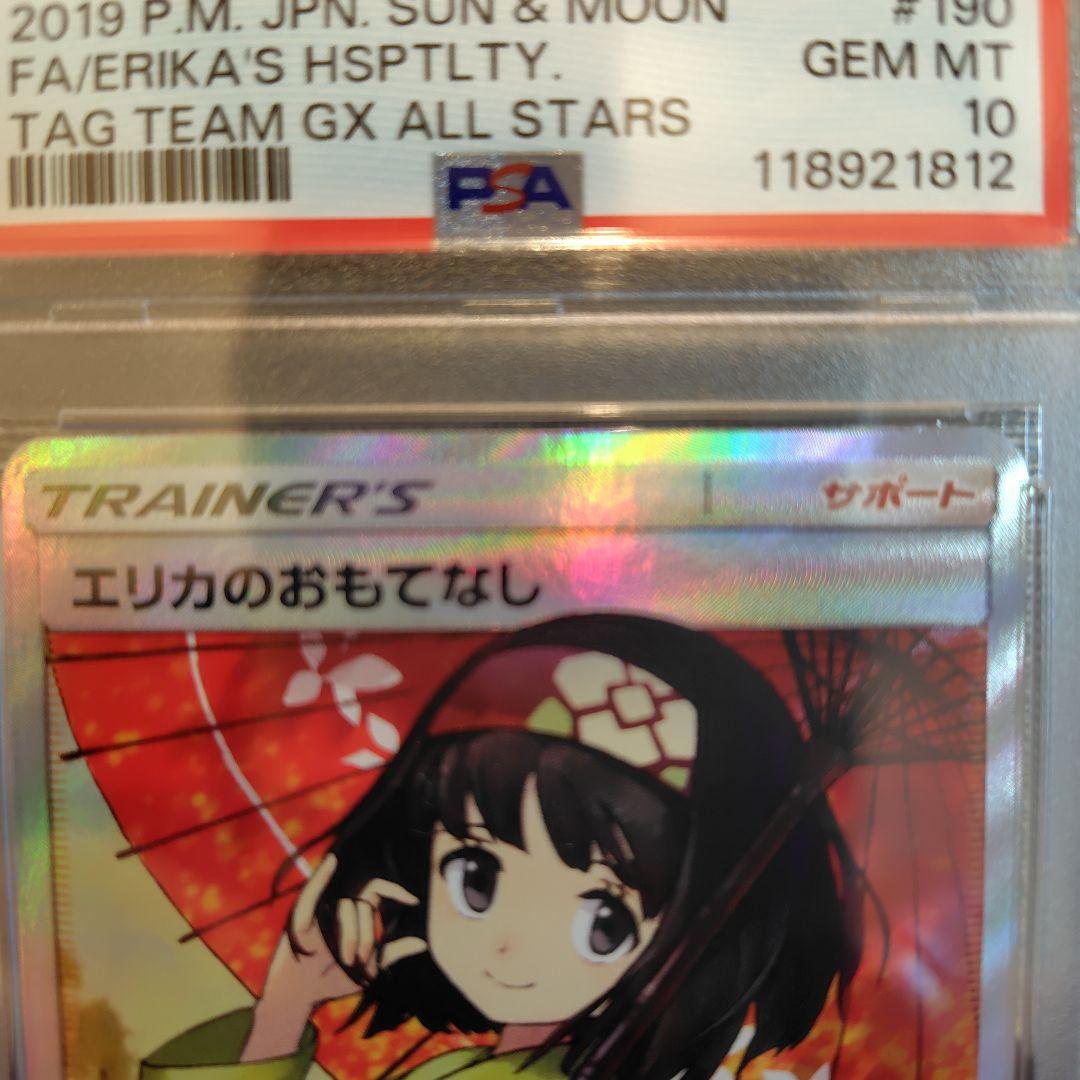 2019 P.M. JPN. SUN & MOON #190
FA/ERIKA'S HSPTLTY. GEM MT
TAG TEAM GX ALL STARS 10
PSA 118921812
TRAINER'S サポート
エリカのおもてなし